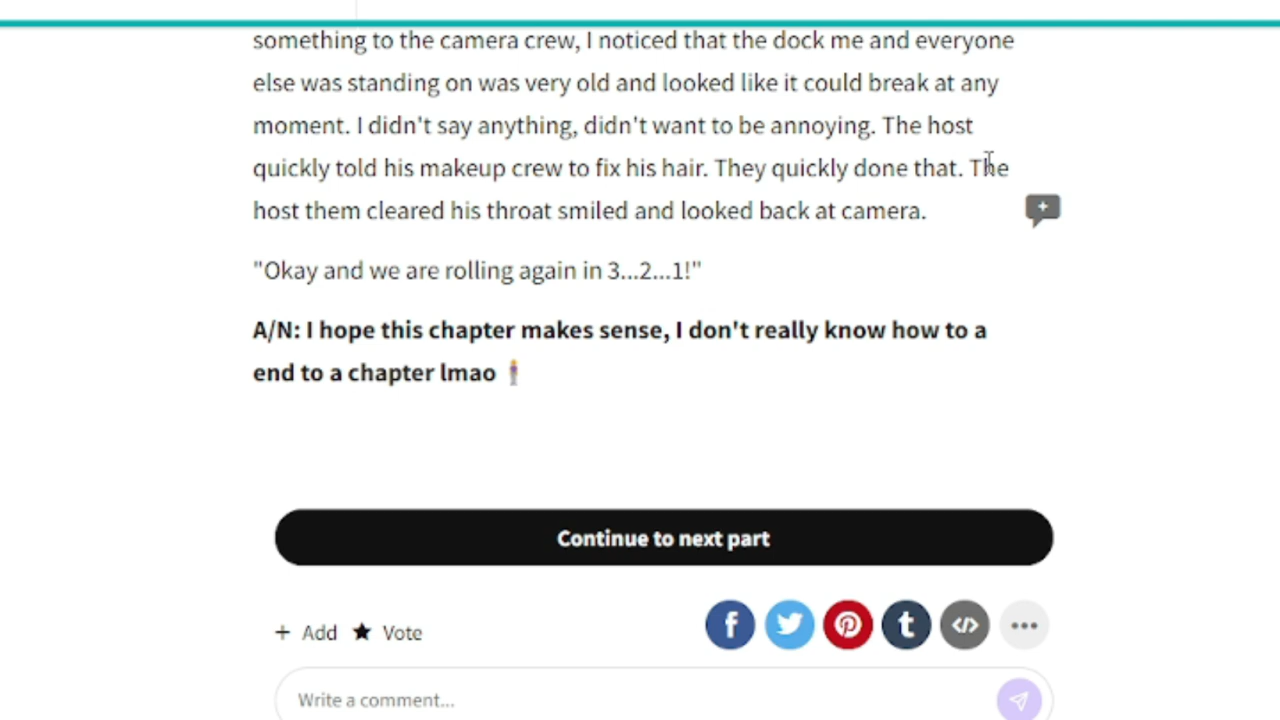 something to the camera crew, I noticed that the dock me and everyone
else was standing on was very old and looked like it could break at any
moment. I didn't say anything, didn't want to be annoying. The host
quickly told his makeup crew to fix his hair. They quickly done that. The
host them cleared his throat smiled and looked back at camera.
"Okay and we are rolling again in 3...2...1!"
A/N: I hope this chapter makes sense, I don't really know how to a
end to a chapter lmao 🧍‍♀️
Continue to next part
+ Add ★ Vote
Write a comment...